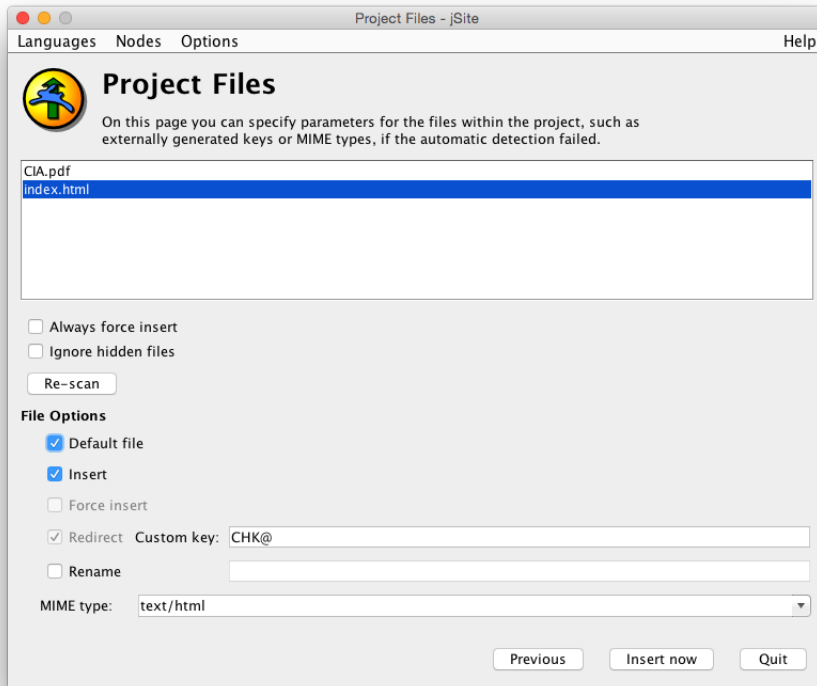 Project Files - jSite
Languages Nodes Options Help
Project Files
On this page you can specify parameters for the files within the project, such as
externally generated keys or MIME types, if the automatic detection failed.
CIA.pdf
index.html
Always force insert
Ignore hidden files
Re-scan
File Options
Default file
Insert
Force insert
Redirect Custom key: CHK@
Rename
MIME type: text/html
Previous Insert now Quit